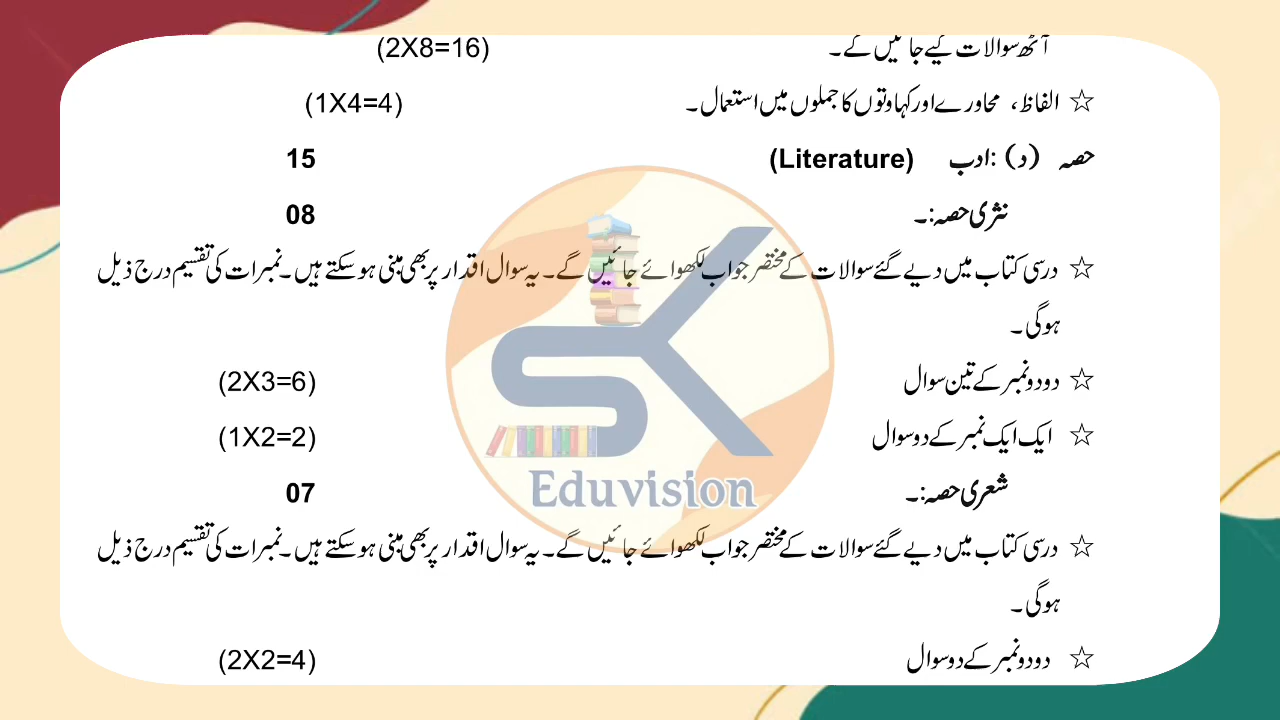 آٹھ سوالات کیے جائیں گے۔ (2X8=16)
☆ الفاظ، محاورے اور کہاوتوں کا جملوں میں استعمال۔ (1X4=4)
حصہ (د): ادب (Literature) 15
نثری حصہ:۔ 08
☆ درسی کتاب میں دیے گئے سوالات کے مختصر جواب لکھوائے جائیں گے۔ یہ سوال اقدار پر بھی مبنی ہو سکتے ہیں۔ نمبرات کی تقسیم درج ذیل
ہوگی۔
☆ دو دو نمبر کے تین سوال (2X3=6)
☆ ایک ایک نمبر کے دو سوال (1X2=2)
شعری حصہ:۔ 07
☆ درسی کتاب میں دیے گئے سوالات کے مختصر جواب لکھوائے جائیں گے۔ یہ سوال اقدار پر بھی مبنی ہو سکتے ہیں۔ نمبرات کی تقسیم درج ذیل
ہوگی۔
☆ دو دو نمبر کے دو سوال (2X2=4)
SK
Eduvision